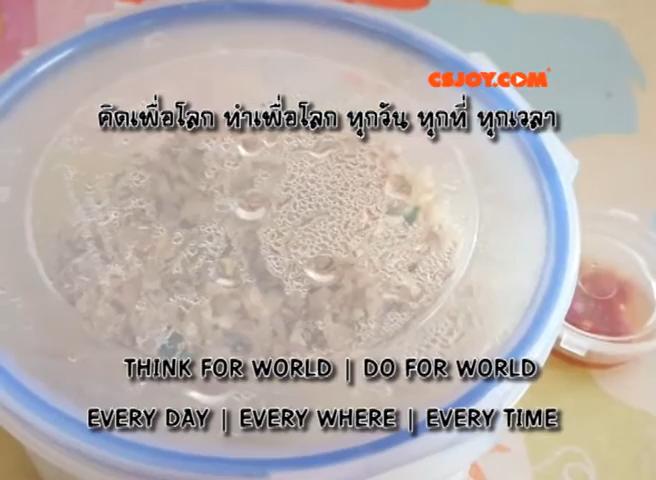 CSJOY.COM
คิดเพื่อโลก ทำเพื่อโลก ทุกวัน ทุกที่ ทุกเวลา
THINK FOR WORLD | DO FOR WORLD
EVERY DAY | EVERY WHERE | EVERY TIME